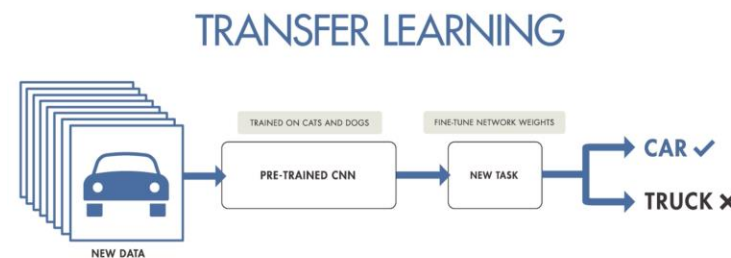 TRANSFER LEARNING
TRAINED ON CATS AND DOGS
FINE-TUNE NETWORK WEIGHTS
PRE-TRAINED CNN
NEW TASK
CAR ✓
TRUCK ✗
NEW DATA